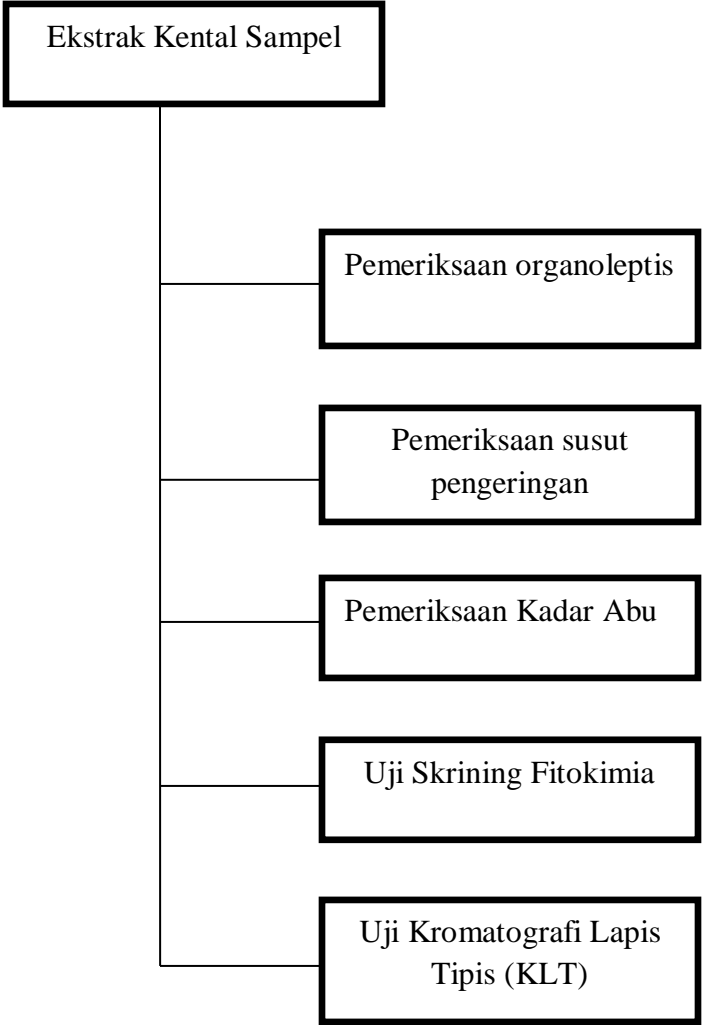 Ekstrak Kental Sampel
Pemeriksaan organoleptis
Pemeriksaan susut
pengeringan
Pemeriksaan Kadar Abu
Uji Skrining Fitokimia
Uji Kromatografi Lapis
Tipis (KLT)